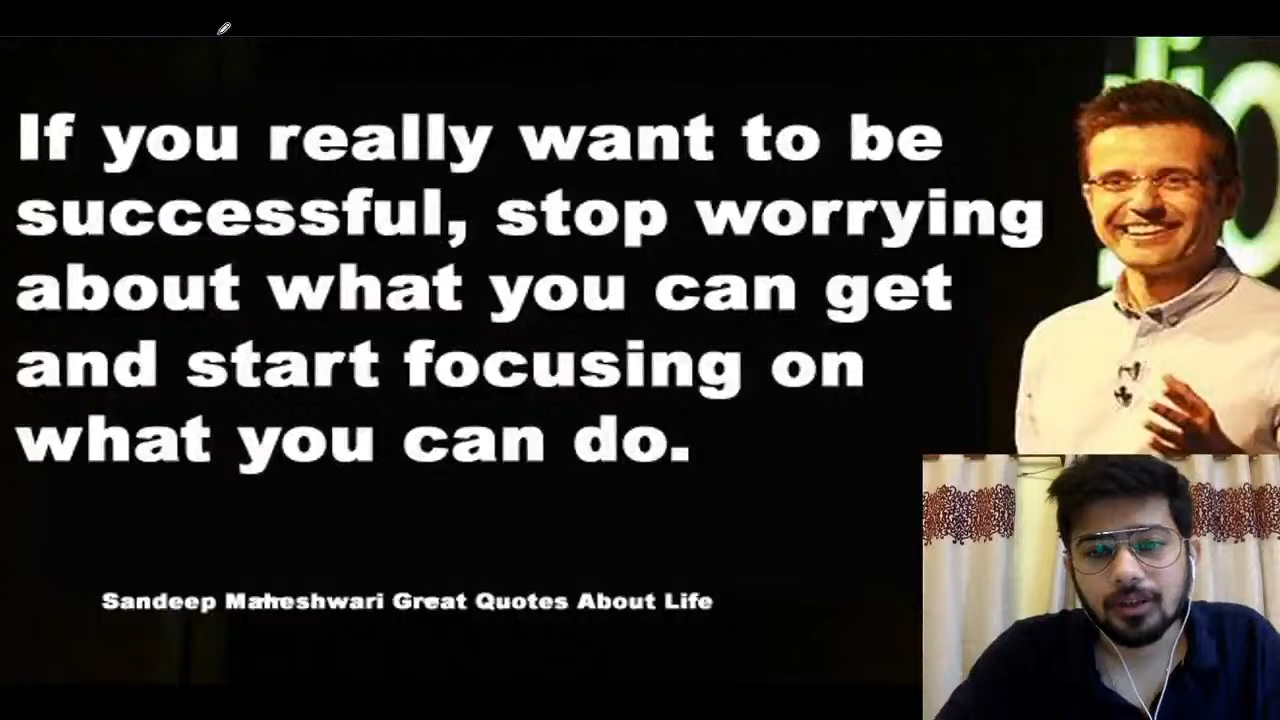 If you really want to be
successful, stop worrying
about what you can get
and start focusing on
what you can do.
Sandeep Maheshwari Great Quotes About Life